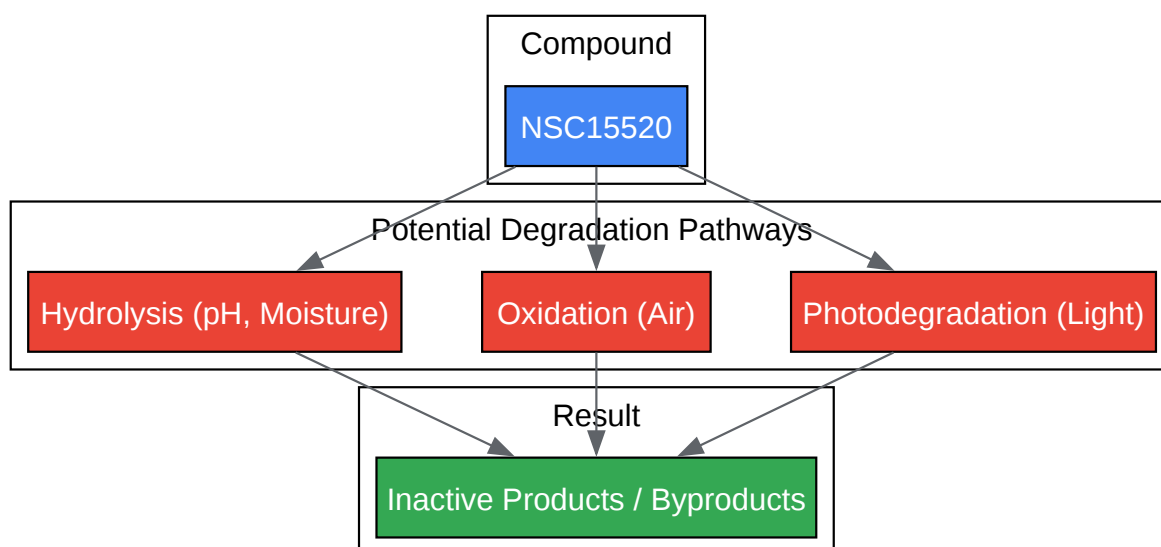 Compound
NSC15520
Potential Degradation Pathways
Hydrolysis (pH, Moisture)
Oxidation (Air)
Photodegradation (Light)
Result
Inactive Products / Byproducts